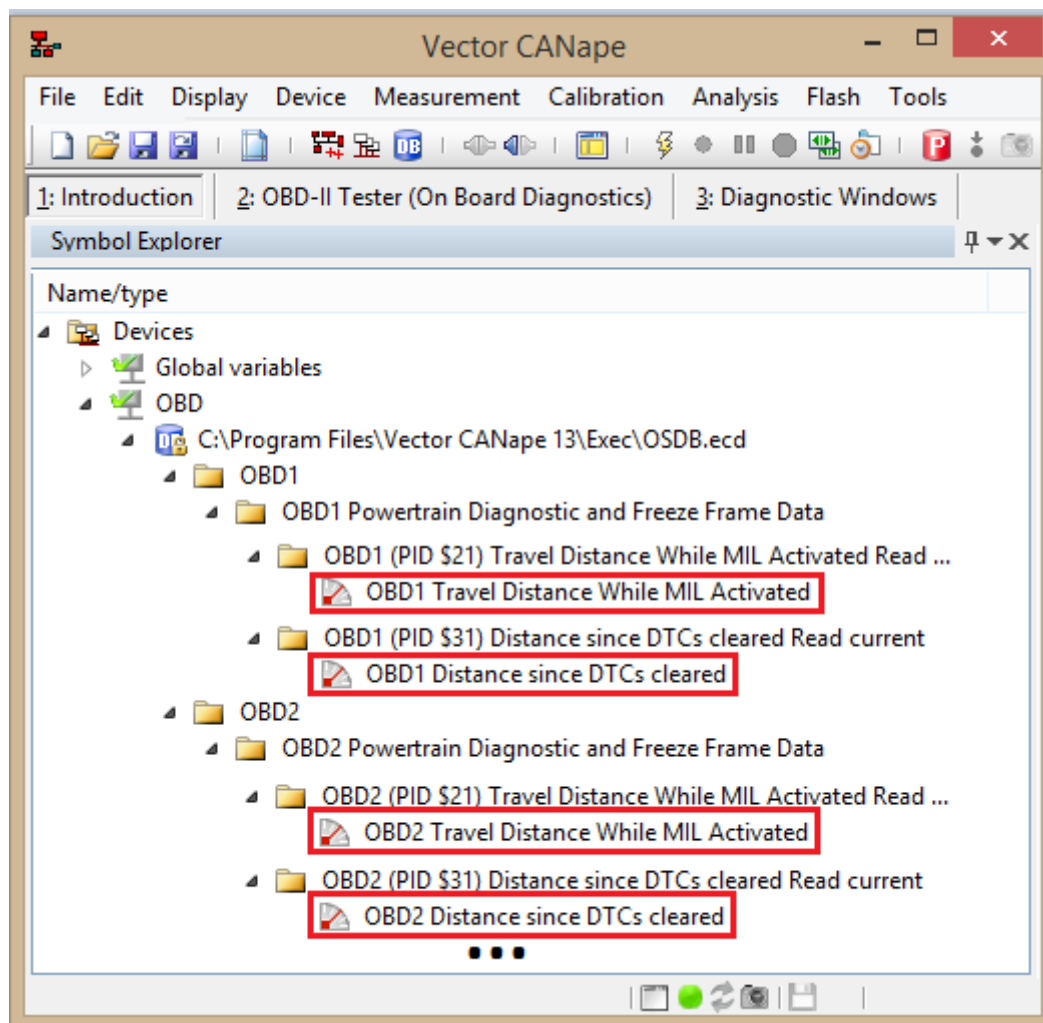 Vector CANape
File Edit Display Device Measurement Calibration Analysis Flash Tools
DB P
1: Introduction 2: OBD-II Tester (On Board Diagnostics) 3: Diagnostic Windows
Symbol Explorer
Name/type
Devices
Global variables
OBD
C:\Program Files\Vector CANape 13\Exec\OSDB.ecd
OBD1
OBD1 Powertrain Diagnostic and Freeze Frame Data
OBD1 (PID $21) Travel Distance While MIL Activated Read ...
OBD1 Travel Distance While MIL Activated
OBD1 (PID $31) Distance since DTCs cleared Read current
OBD1 Distance since DTCs cleared
OBD2
OBD2 Powertrain Diagnostic and Freeze Frame Data
OBD2 (PID $21) Travel Distance While MIL Activated Read ...
OBD2 Travel Distance While MIL Activated
OBD2 (PID $31) Distance since DTCs cleared Read current
OBD2 Distance since DTCs cleared
•••